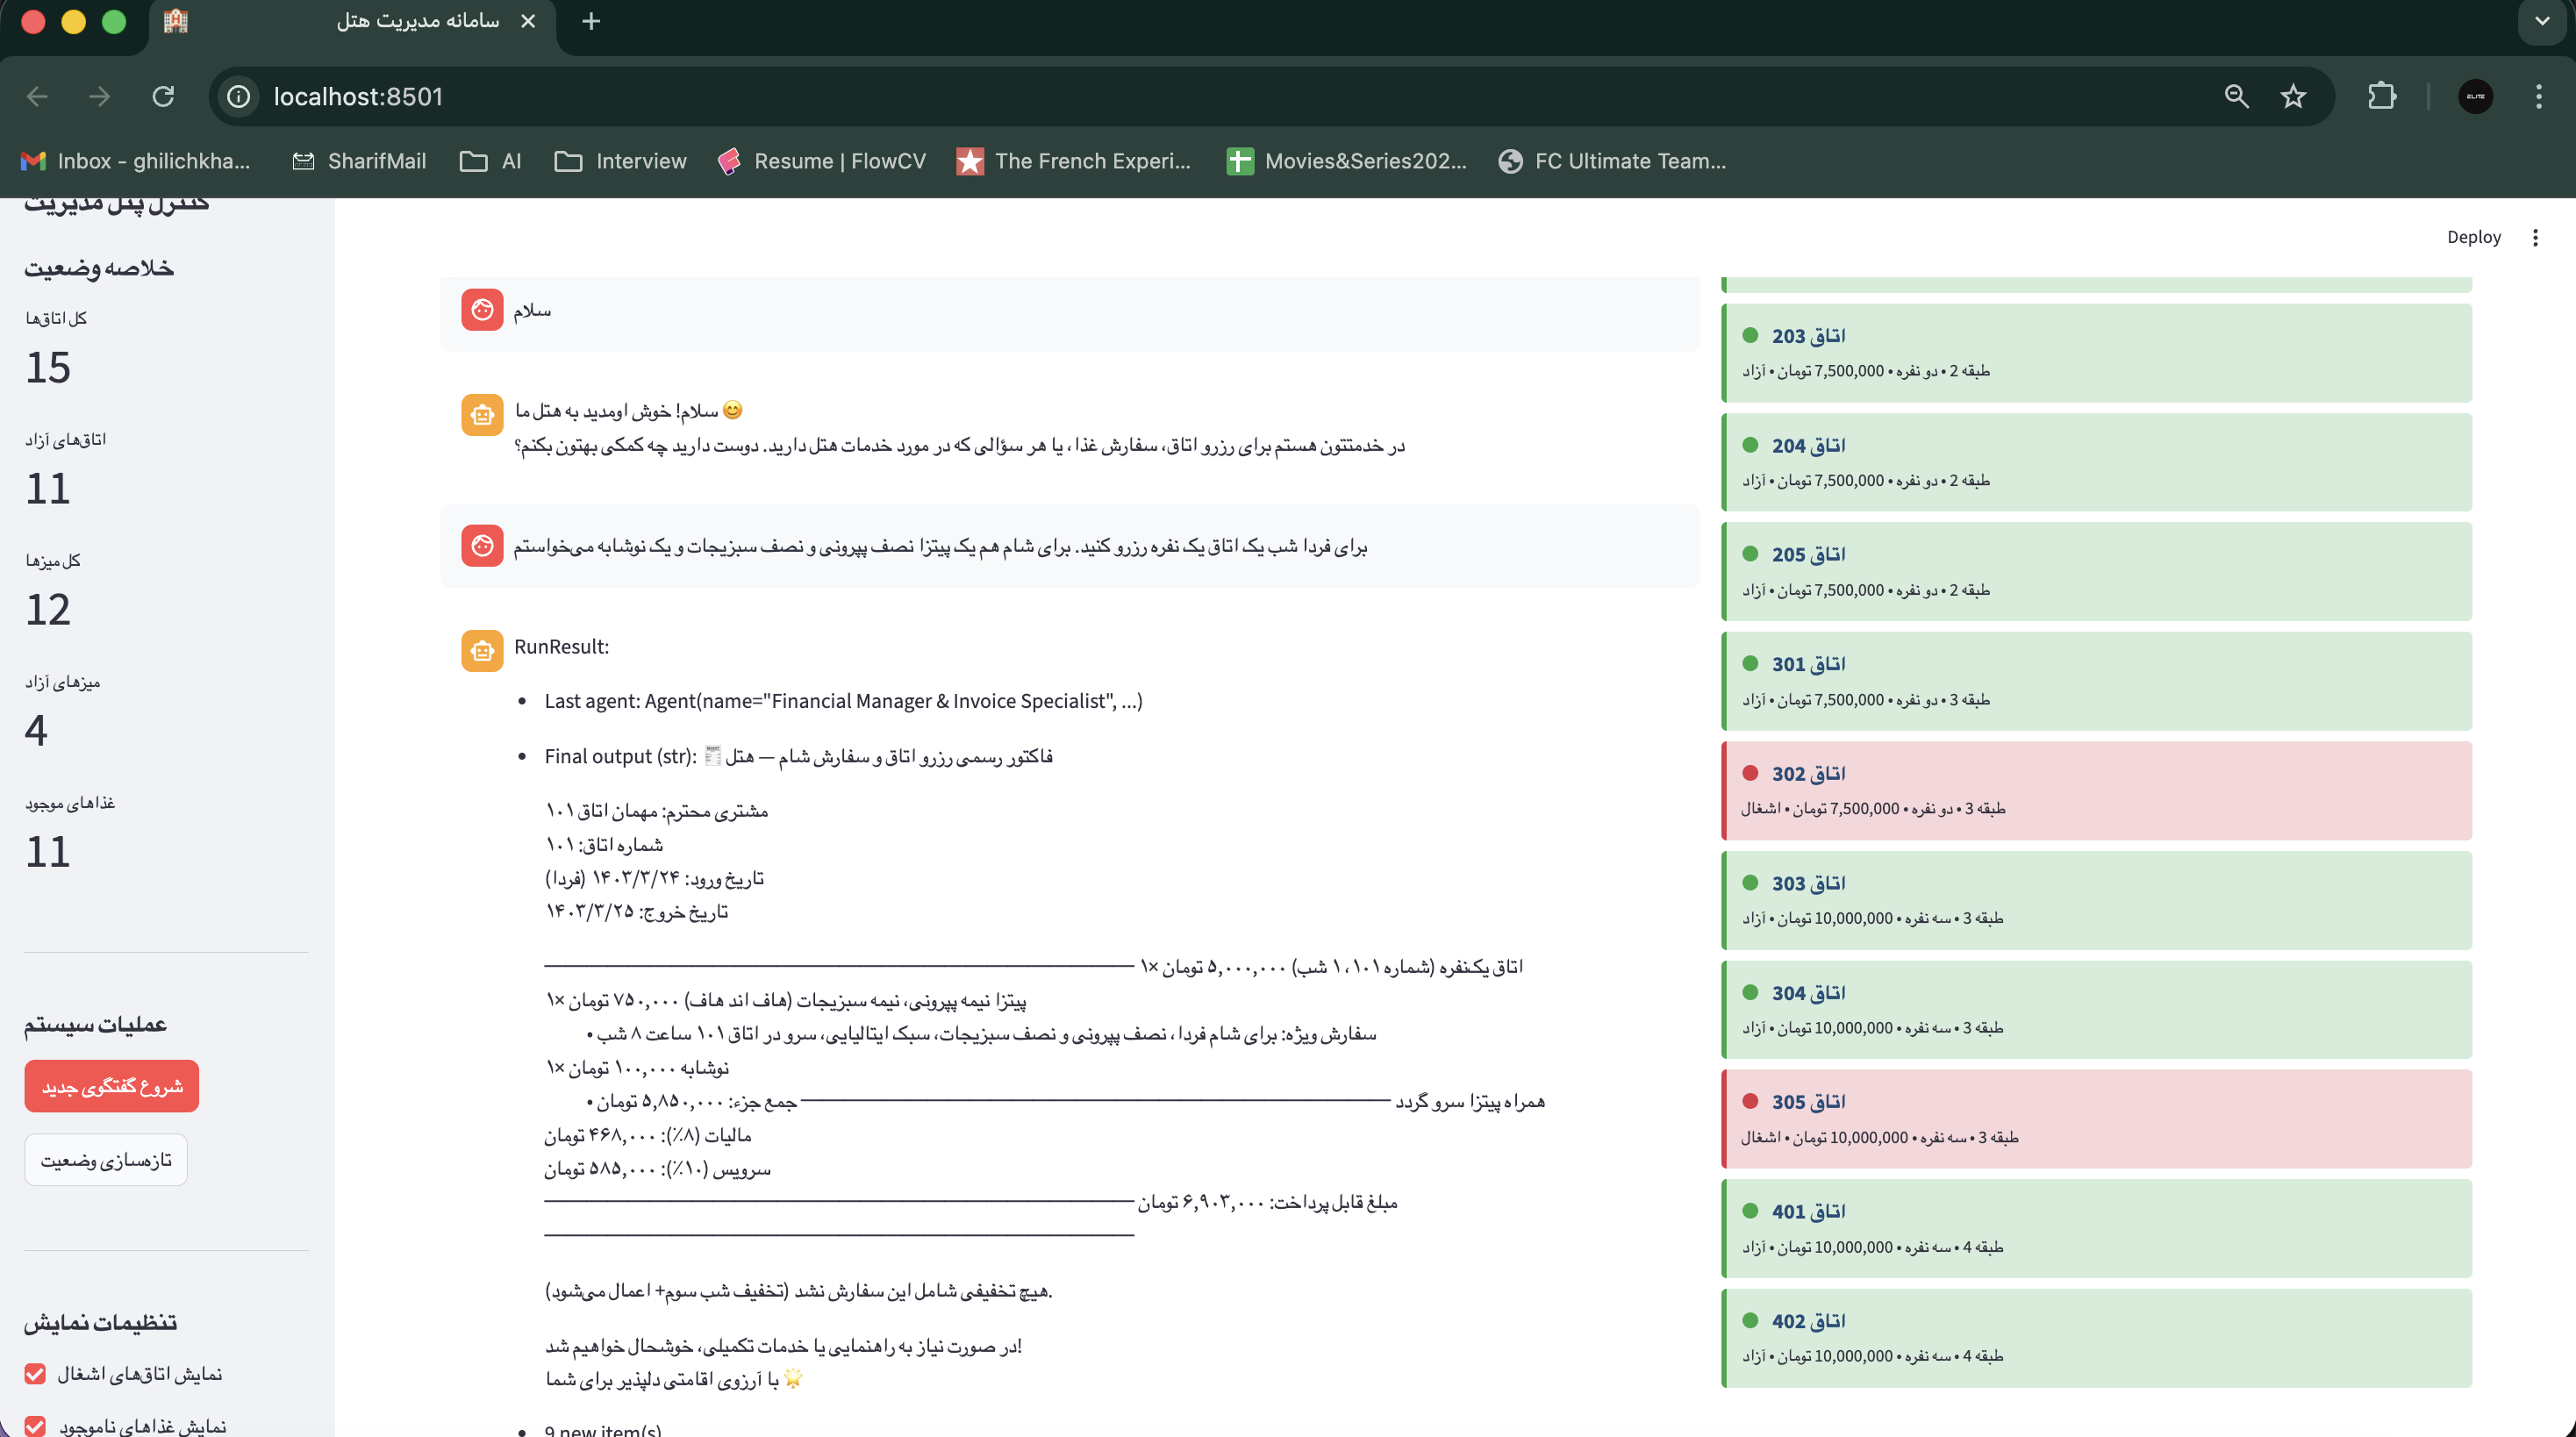 سامانه مدیریت هتل
localhost:8501
Inbox - ghilichkha...
SharifMail
AI
Interview
Resume | FlowCV
The French Experi...
Movies&Series202...
FC Ultimate Team...
کنترل پنل مدیریت
خلاصه وضعیت
کل اتاق‌ها
15
اتاق‌های آزاد
11
کل میزها
12
میزهای آزاد
4
غذاهای موجود
11
عملیات سیستم
شروع گفتگوی جدید
تازه‌سازی وضعیت
تنظیمات نمایش
نمایش اتاق‌های اشغال
نمایش غذاهای ناموجود
Deploy
سلام
سلام! خوش اومدید به هتل ما 😊
در خدمتتون هستم برای رزرو اتاق، سفارش غذا، یا هر سؤالی که در مورد خدمات هتل دارید. دوست دارید چه کمکی بهتون بکنم؟
برای فردا شب یک اتاق یک نفره رزرو کنید. برای شام هم یک پیتزا نصف پپرونی و نصف سبزیجات و یک نوشابه می‌خواستم
RunResult:
• Last agent: Agent(name="Financial Manager & Invoice Specialist", ...)
• Final output (str): 🧾 فاکتور رسمی رزرو اتاق و سفارش شام — هتل
مشتری محترم: مهمان اتاق ۱۰۱
شماره اتاق: ۱۰۱
تاریخ ورود: ۱۴۰۳/۳/۲۴ (فردا)
تاریخ خروج: ۱۴۰۳/۳/۲۵
اتاق یک‌نفره (شماره ۱۰۱، ۱ شب) ۵,۰۰۰,۰۰۰ تومان ×۱
پیتزا نیمه پپرونی، نیمه سبزیجات (هاف اند هاف) ۷۵۰,۰۰۰ تومان ×۱
• سفارش ویژه: برای شام فردا، نصف پپرونی و نصف سبزیجات، سبک ایتالیایی، سرو در اتاق ۱۰۱ ساعت ۸ شب
نوشابه ۱۰۰,۰۰۰ تومان ×۱
• همراه پیتزا سرو گردد ــــــــــــ جمع جزء: ۵,۸۵۰,۰۰۰ تومان
مالیات (۸٪): ۴۶۸,۰۰۰ تومان
سرویس (۱۰٪): ۵۸۵,۰۰۰ تومان
مبلغ قابل پرداخت: ۶,۹۰۳,۰۰۰ تومان
هیچ تخفیفی شامل این سفارش نشد (تخفیف شب سوم+ اعمال می‌شود).
در صورت نیاز به راهنمایی یا خدمات تکمیلی، خوشحال خواهیم شد!
با آرزوی اقامتی دلپذیر برای شما 🌟
• 9 new item(s)
اتاق 203
طبقه 2 • دو نفره • 7,500,000 تومان • آزاد
اتاق 204
طبقه 2 • دو نفره • 7,500,000 تومان • آزاد
اتاق 205
طبقه 2 • دو نفره • 7,500,000 تومان • آزاد
اتاق 301
طبقه 3 • دو نفره • 7,500,000 تومان • آزاد
اتاق 302
طبقه 3 • دو نفره • 7,500,000 تومان • اشغال
اتاق 303
طبقه 3 • سه نفره • 10,000,000 تومان • آزاد
اتاق 304
طبقه 3 • سه نفره • 10,000,000 تومان • آزاد
اتاق 305
طبقه 3 • سه نفره • 10,000,000 تومان • اشغال
اتاق 401
طبقه 4 • سه نفره • 10,000,000 تومان • آزاد
اتاق 402
طبقه 4 • سه نفره • 10,000,000 تومان • آزاد